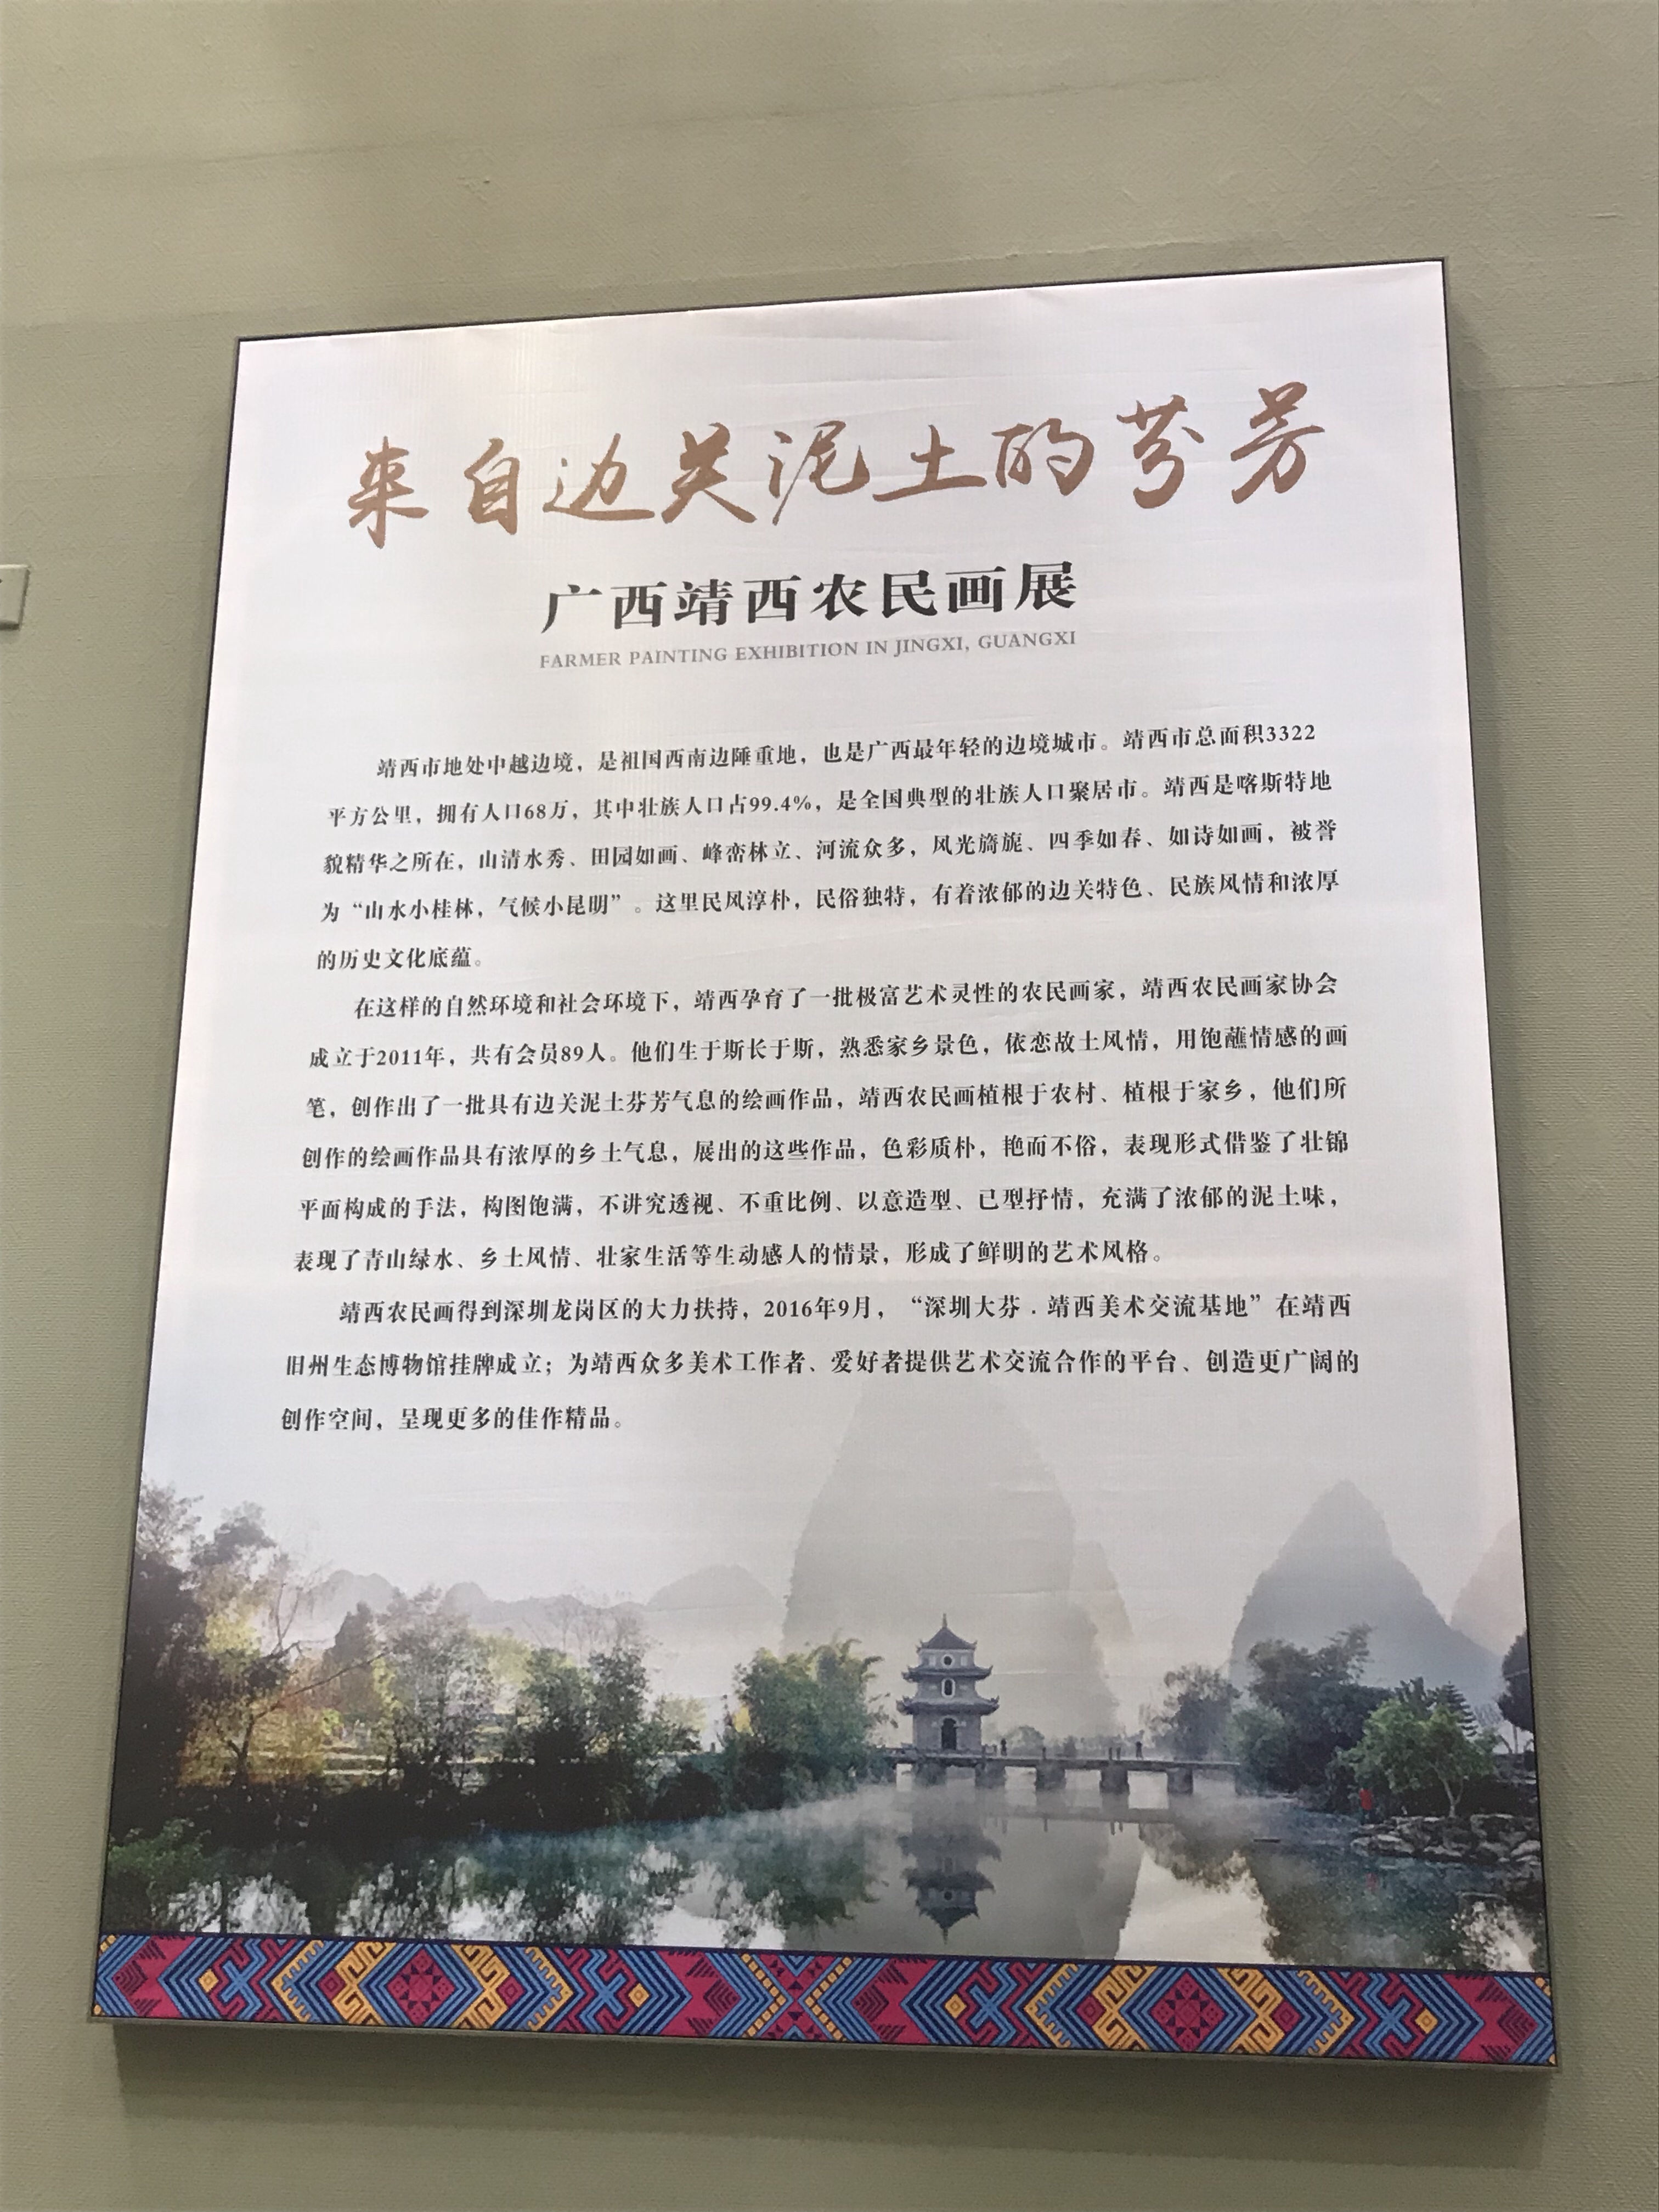 来自边关泥土的芬芳
广西靖西农民画展
FARMER PAINTING EXHIBITION IN JINGXI, GUANGXI
靖西市地处中越边境，是祖国西南边陲重地，也是广西最年轻的边境城市。靖西市总面积3322
平方公里，拥有人口68万，其中壮族人口占99.4%，是全国典型的壮族人口聚居市。靖西是喀斯特地
貌精华之所在，山清水秀、田园如画、峰峦林立、河流众多，风光旖旎、四季如春、如诗如画，被誉
为“山水小桂林，气候小昆明”。这里民风淳朴，民俗独特，有着浓郁的边关特色、民族风情和浓厚
的历史文化底蕴。
在这样的自然环境和社会环境下，靖西孕育了一批极富艺术灵性的农民画家，靖西农民画家协会
成立于2011年，共有会员89人。他们生于斯长于斯，熟悉家乡景色，依恋故土风情，用饱蘸情感的画
笔，创作出了一批具有边关泥土芬芳气息的绘画作品，靖西农民画植根于农村、植根于家乡，他们所
创作的绘画作品具有浓厚的乡土气息，展出的这些作品，色彩质朴，艳而不俗，表现形式借鉴了壮锦
平面构成的手法，构图饱满，不讲究透视、不重比例、以意造型、已型抒情，充满了浓郁的泥土味，
表现了青山绿水、乡土风情、壮家生活等生动感人的情景，形成了鲜明的艺术风格。
靖西农民画得到深圳龙岗区的大力扶持，2016年9月，“深圳大芬·靖西美术交流基地”在靖西
旧州生态博物馆挂牌成立；为靖西众多美术工作者、爱好者提供艺术交流合作的平台、创造更广阔的
创作空间，呈现更多的佳作精品。